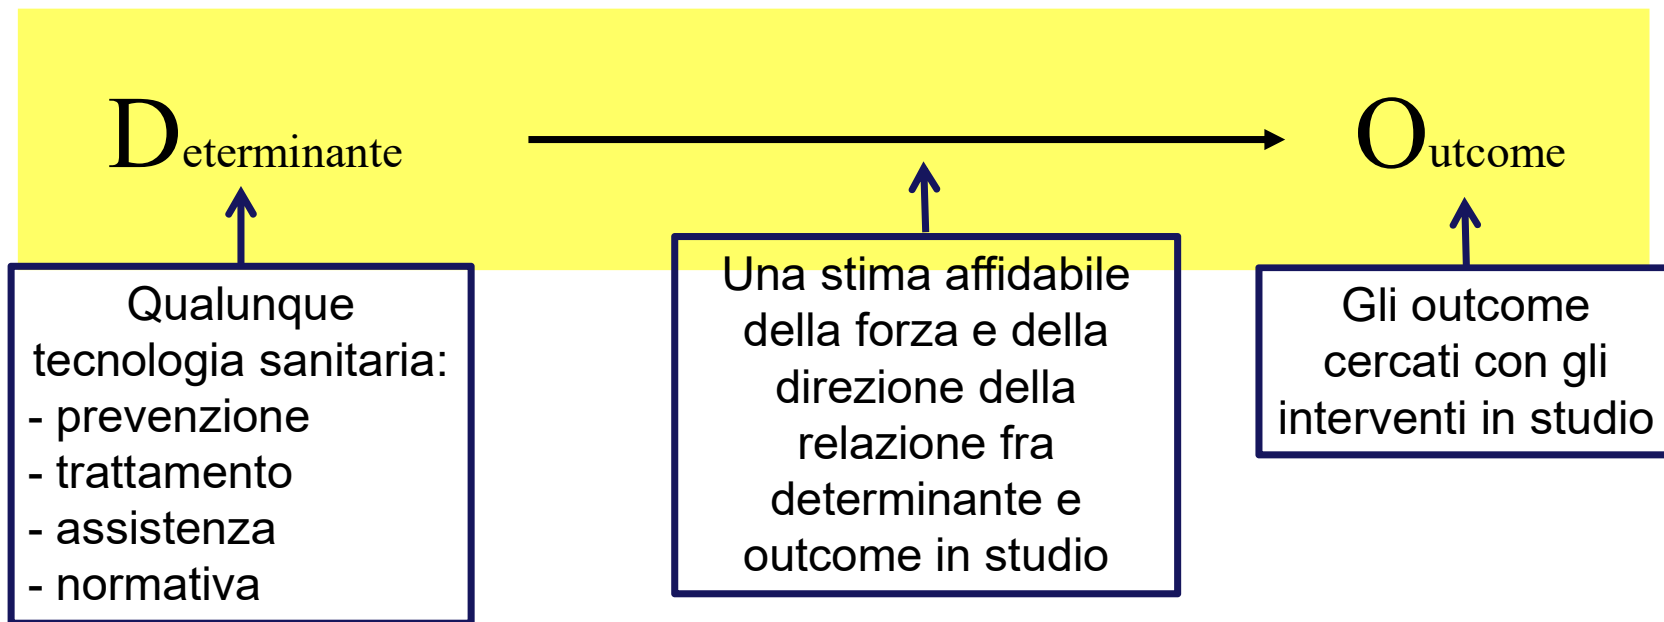 Determinante
Outcome
Qualunque
tecnologia sanitaria:
- prevenzione
- trattamento
- assistenza
- normativa
Una stima affidabile
della forza e della
direzione della
relazione fra
determinante e
outcome in studio
Gli outcome
cercati con gli
interventi in studio